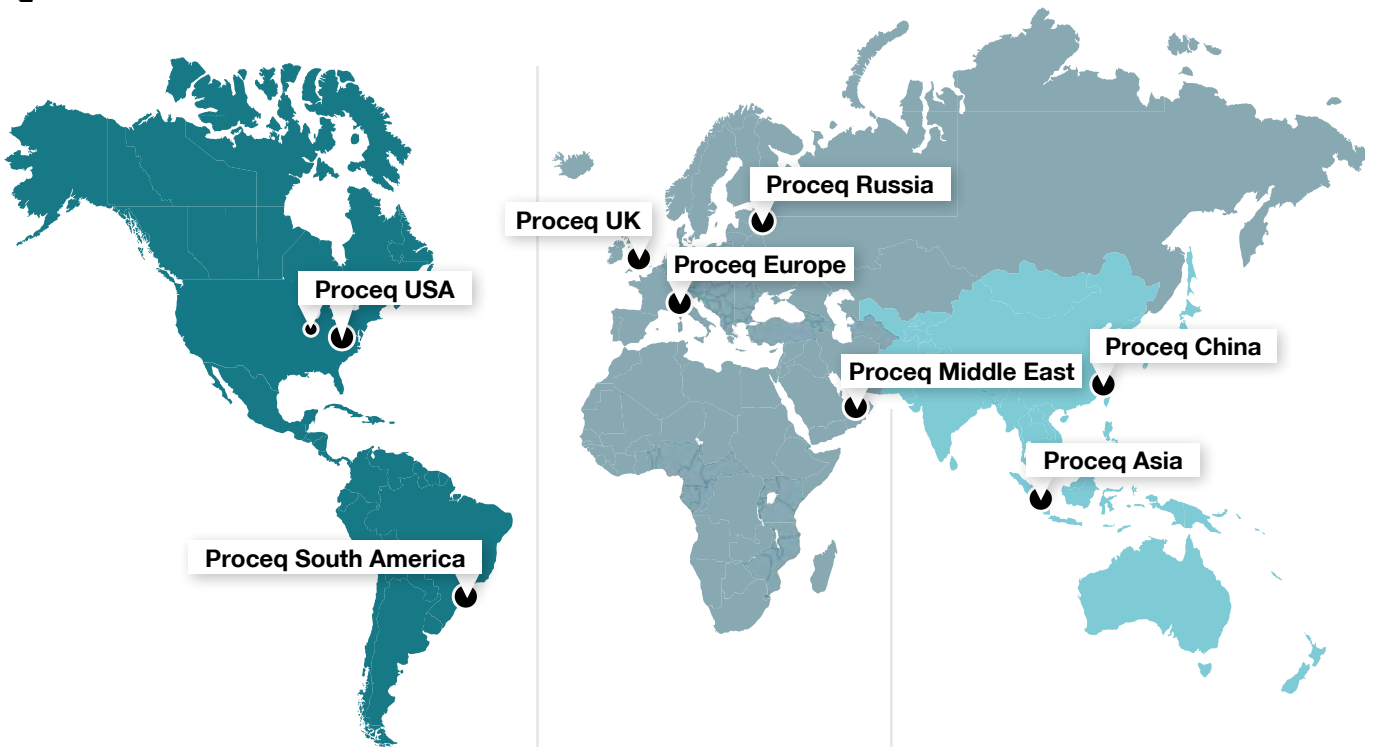 Proceq Russia
Proceq UK
Proceq Europe
Proceq USA
Proceq China
Proceq Middle East
Proceq Asia
Proceq South America